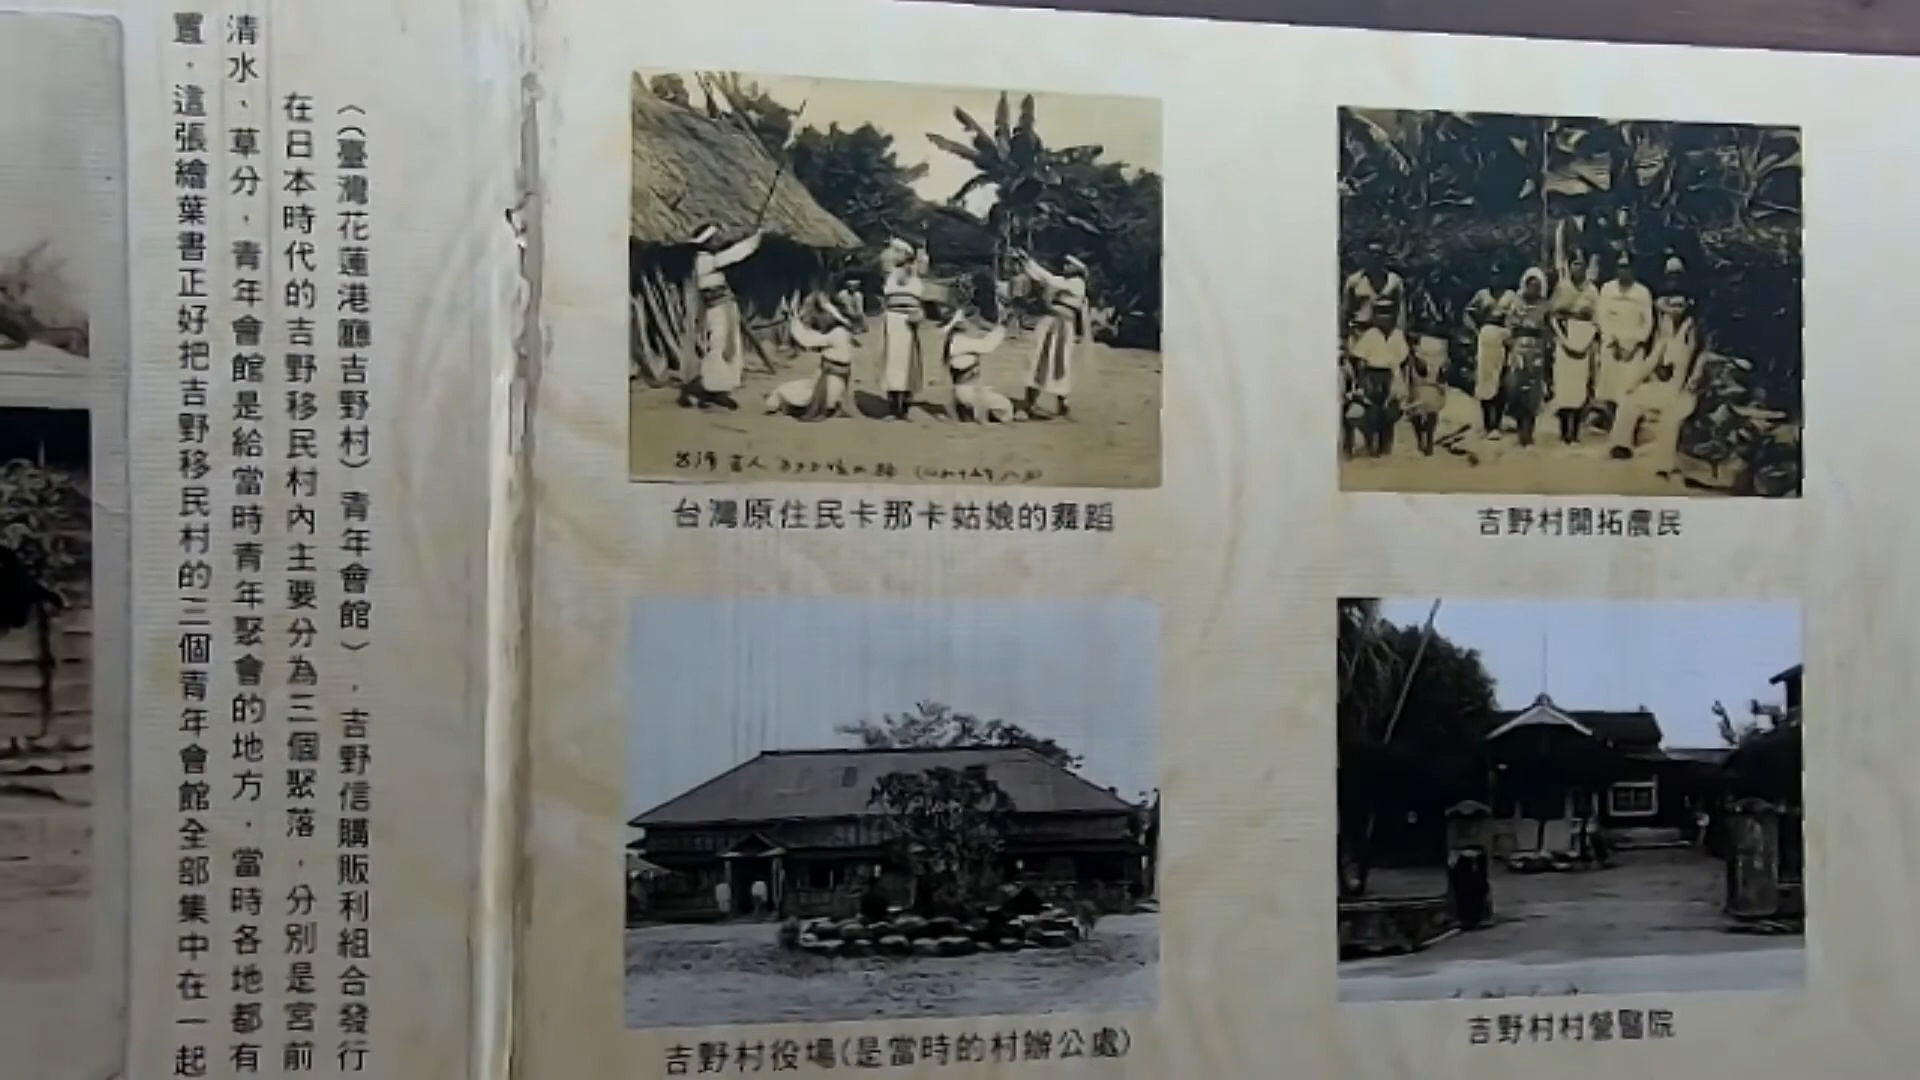 〈(臺灣花蓮港廳吉野村)青年會館〉，吉野信購販利組合發行
在日本時代的吉野移民村內主要分為三個聚落，分別是宮前
清水、草分，青年會館是給當時青年聚會的地方．當時各地都有
置．這張繪葉書正好把吉野移民村的三個青年會館全部集中在一起
台灣原住民卡那卡姑娘的舞蹈
吉野村開拓農民
吉野村役場(是當時的村辦公處)
吉野村村營醫院